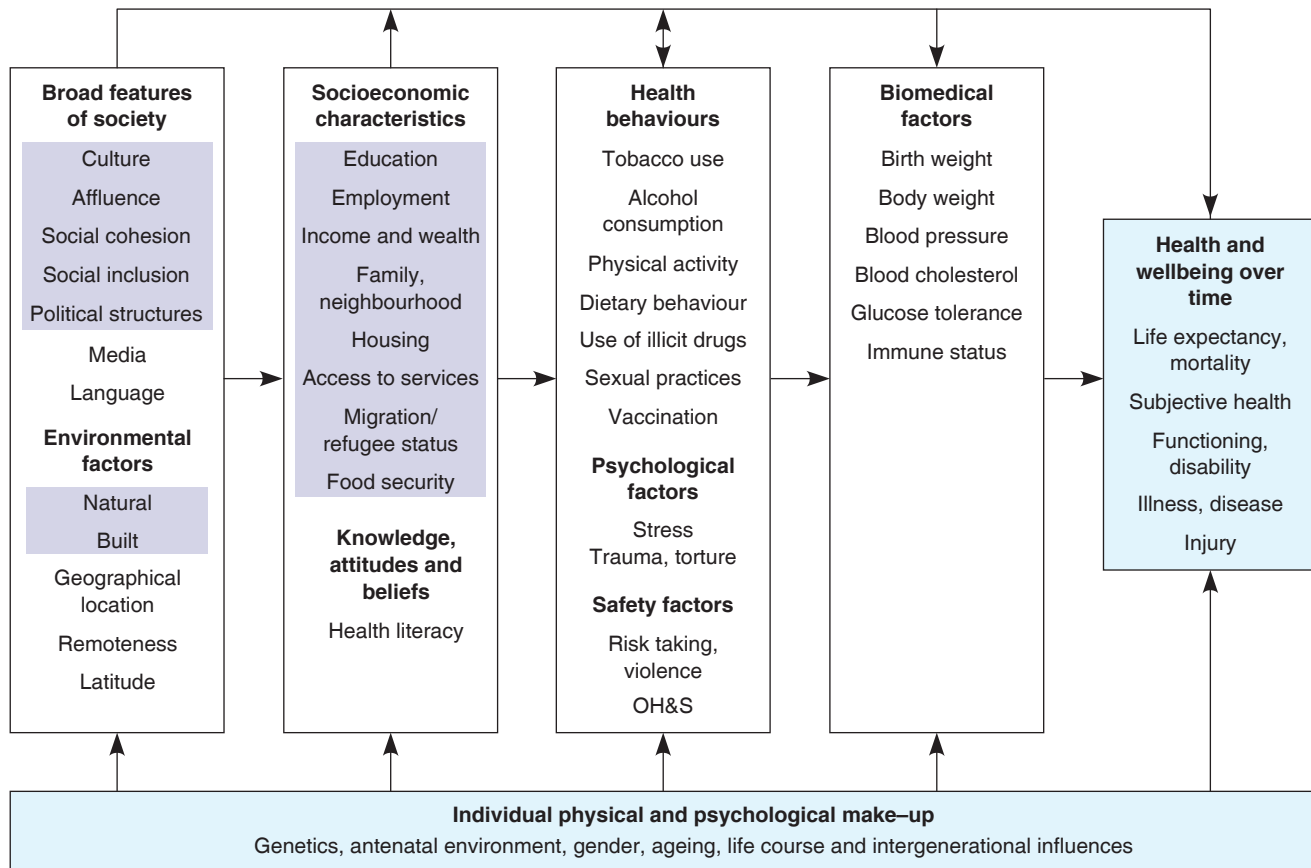 Broad features
of society
Culture
Affluence
Social cohesion
Social inclusion
Political structures
Media
Language
Environmental
factors
Natural
Built
Geographical
location
Remoteness
Latitude
Socioeconomic
characteristics
Education
Employment
Income and wealth
Family,
neighbourhood
Housing
Access to services
Migration/
refugee status
Food security
Knowledge,
attitudes and
beliefs
Health literacy
Health
behaviours
Tobacco use
Alcohol
consumption
Physical activity
Dietary behaviour
Use of illicit drugs
Sexual practices
Vaccination
Psychological
factors
Stress
Trauma, torture
Safety factors
Risk taking,
violence
OH&S
Biomedical
factors
Birth weight
Body weight
Blood pressure
Blood cholesterol
Glucose tolerance
Immune status
Health and
wellbeing over
time
Life expectancy,
mortality
Subjective health
Functioning,
disability
Illness, disease
Injury
Individual physical and psychological make–up
Genetics, antenatal environment, gender, ageing, life course and intergenerational influences